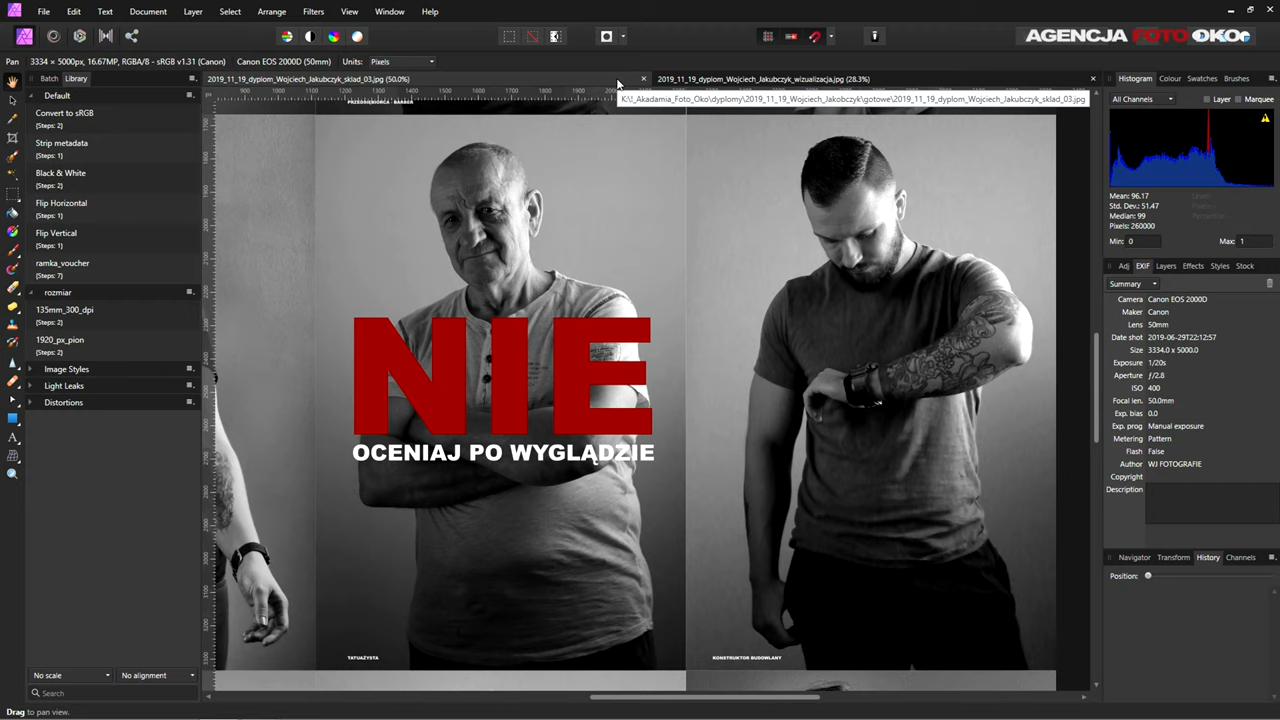 File Edit Text Document Layer Select Arrange Filters View Window Help
AGENCJA FOTO OKO
Pan 3334 × 5000px, 16.67MP, RGBA/8 - sRGB v1.31 (Canon) Canon EOS 2000D (50mm) Units: Pixels
Batch Library
2019_11_19_dyplom_Wojciech_Jakubczyk_sklad_03.jpg (50.0%)
2019_11_19_dyplom_Wojciech_Jakubczyk_wizualizacja.jpg (28.3%)
K:\!_Akadamia_Foto_Oko\dyplomy\2019_11_19_Wojciech_Jakobczyk\gotowe\2019_11_19_dyplom_Wojciech_Jakubczyk_sklad_03.jpg
Default
Convert to sRGB
(Steps: 2)
Strip metadata
(Steps: 1)
Black & White
(Steps: 2)
Flip Horizontal
(Steps: 1)
Flip Vertical
(Steps: 1)
ramka_voucher
(Steps: 7)
rozmiar
135mm_300_dpi
(Steps: 2)
1920_px_pion
(Steps: 2)
Image Styles
Light Leaks
Distortions
No scale No alignment
Search
Drag to pan view.
PRZEDSIĘBIORCA - BARBER
NIE
OCENIAJ PO WYGLĄDZIE
TATUAŻYSTA
KONSTRUKTOR BUDOWLANY
Histogram Colour Swatches Brushes
All Channels Layer Marquee
Mean: 96.17
Std. Dev.: 51.47
Median: 99
Pixels: 260000
Min: 0 Max: 1
Adj EXIF Layers Effects Styles Stock
Summary
Camera Canon EOS 2000D
Maker Canon
Lens 50mm
Date shot 2019-06-29T22:12:57
Size 3334.0 x 5000.0
Exposure 1/20s
Aperture ƒ/2.8
ISO 400
Focal len. 50.0mm
Exp. bias 0.0
Exp. prog Manual exposure
Metering Pattern
Flash False
Author WJ FOTOGRAFIE
Copyright
Description
Navigator Transform History Channels
Position: